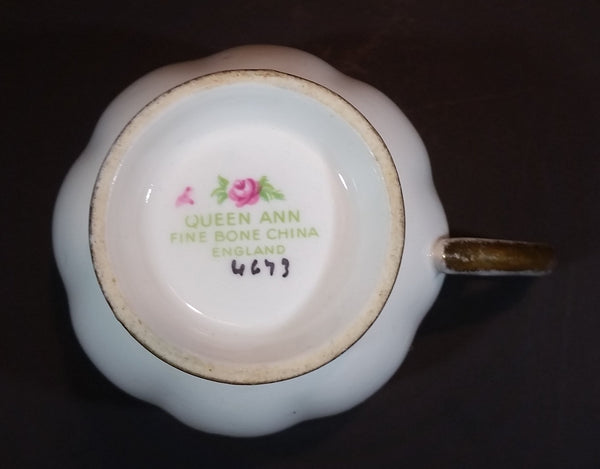 QUEEN ANN
FINE BONE CHINA
ENGLAND
4673